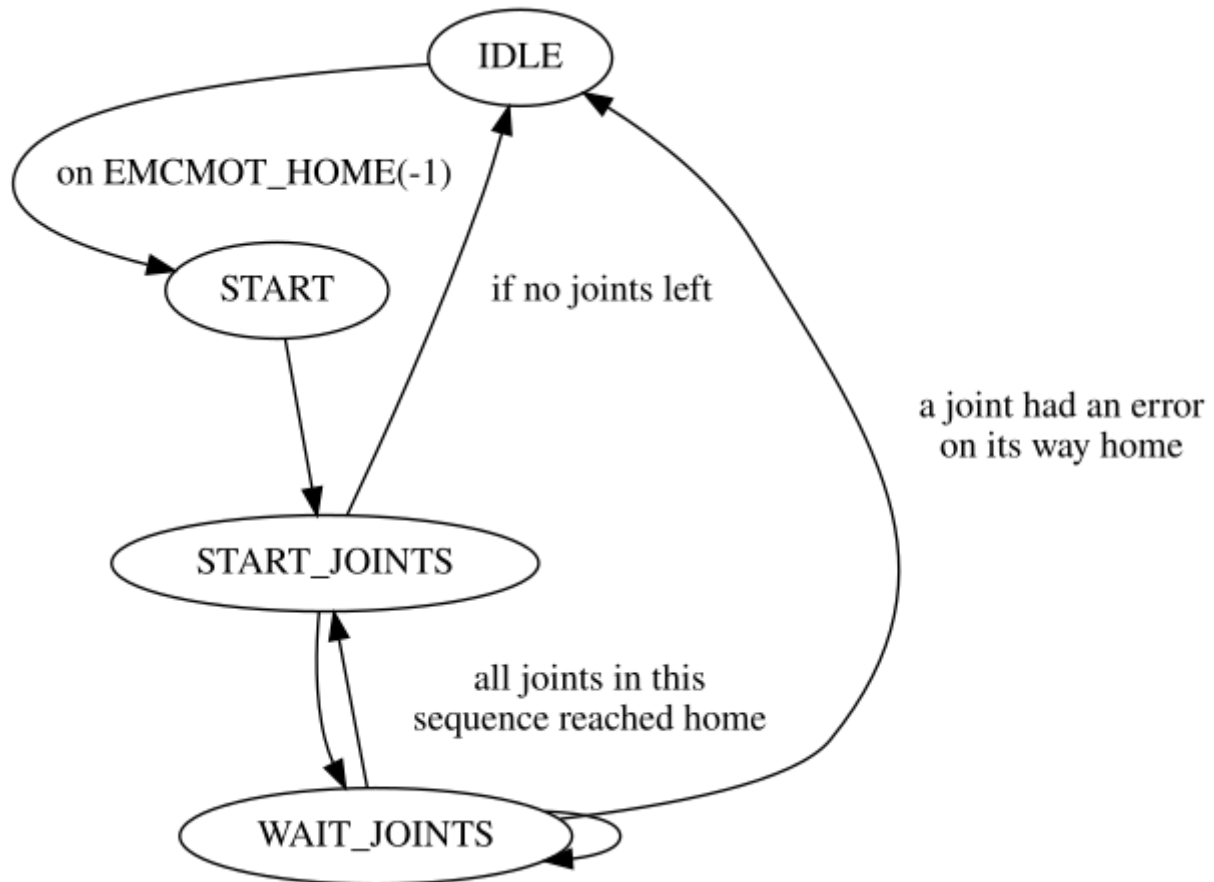 IDLE
on EMCMOT_HOME(-1)
START
if no joints left
a joint had an error
on its way home
START_JOINTS
all joints in this
sequence reached home
WAIT_JOINTS